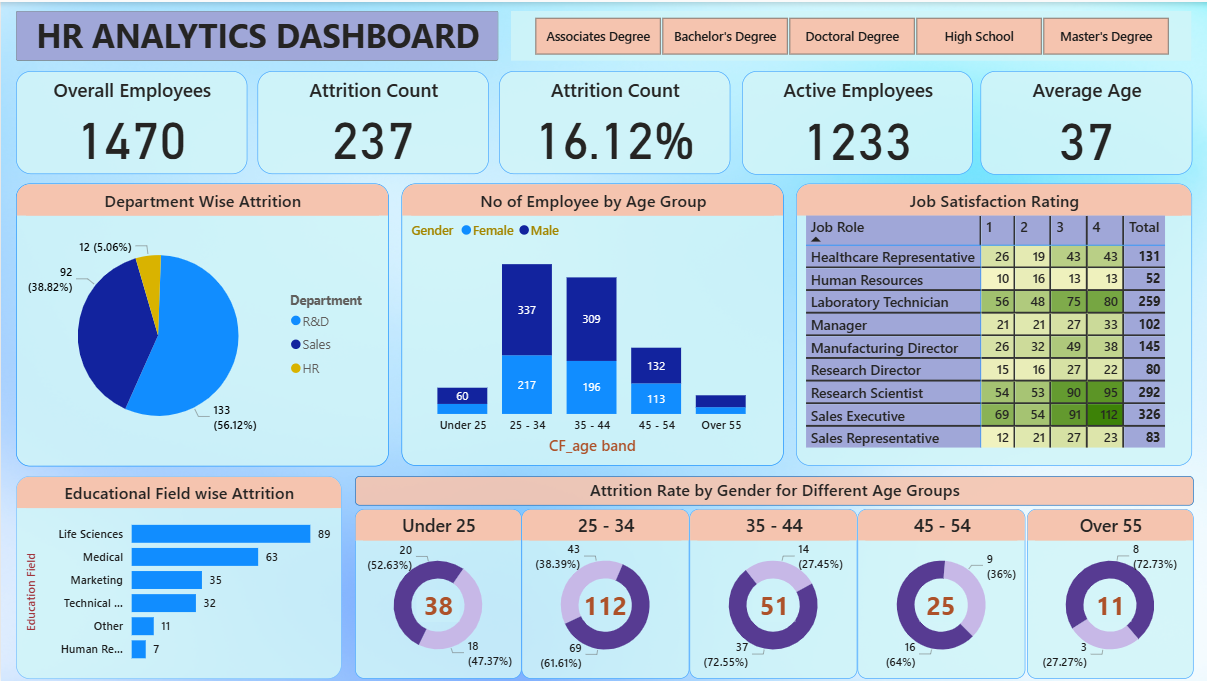 HR ANALYTICS DASHBOARD
Associates Degree
Bachelor's Degree
Doctoral Degree
High School
Master's Degree
Overall Employees
1470
Attrition Count
237
Attrition Count
16.12%
Active Employees
1233
Average Age
37
Department Wise Attrition
12 (5.06%)
92
(38.82%)
133
(56.12%)
Department
R&D
Sales
HR
No of Employee by Age Group
Gender Female Male
337
309
132
60
217
196
113
Under 25 25 - 34 35 - 44 45 - 54 Over 55
CF_age band
Job Satisfaction Rating
Job Role 1 2 3 4 Total
Healthcare Representative 26 19 43 43 131
Human Resources 10 16 13 13 52
Laboratory Technician 56 48 75 80 259
Manager 21 21 27 33 102
Manufacturing Director 26 32 49 38 145
Research Director 15 16 27 22 80
Research Scientist 54 53 90 95 292
Sales Executive 69 54 91 112 326
Sales Representative 12 21 27 23 83
Educational Field wise Attrition
Education Field
Life Sciences 89
Medical 63
Marketing 35
Technical ... 32
Other 11
Human Re... 7
Attrition Rate by Gender for Different Age Groups
Under 25
20
(52.63%)
38
18
(47.37%)
25 - 34
43
(38.39%)
112
69
(61.61%)
35 - 44
14
(27.45%)
51
37
(72.55%)
45 - 54
9
(36%)
25
16
(64%)
Over 55
8
(72.73%)
11
3
(27.27%)